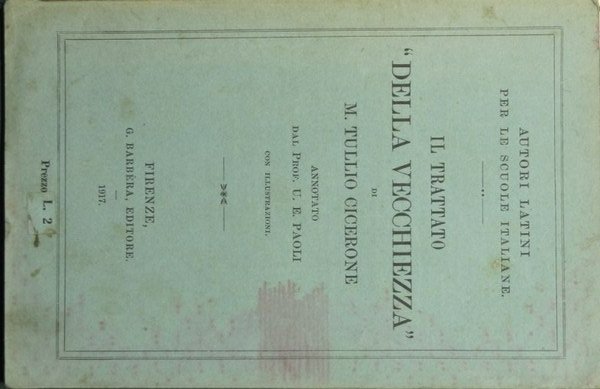 AUTORI LATINI
PER LE SCUOLE ITALIANE.
IL TRATTATO
"DELLA VECCHIEZZA"
DI
M. TULLIO CICERONE
ANNOTATO
DAL PROF. U. E. PAOLI
CON ILLUSTRAZIONI.
FIRENZE,
G. BARBÈRA, EDITORE.
1917.
Prezzo L. 2